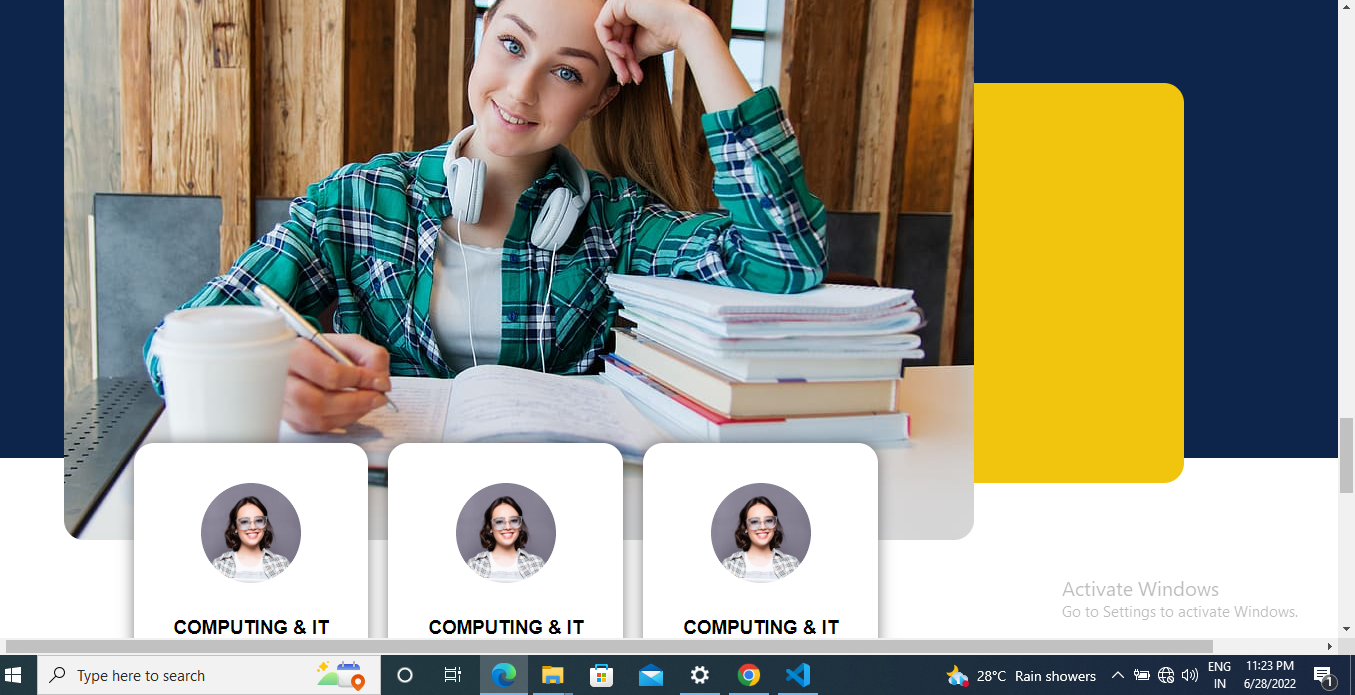 COMPUTING & IT
COMPUTING & IT
COMPUTING & IT
Activate Windows
Go to Settings to activate Windows.
Type here to search
28°C Rain showers
ENG
IN
11:23 PM
6/28/2022
1